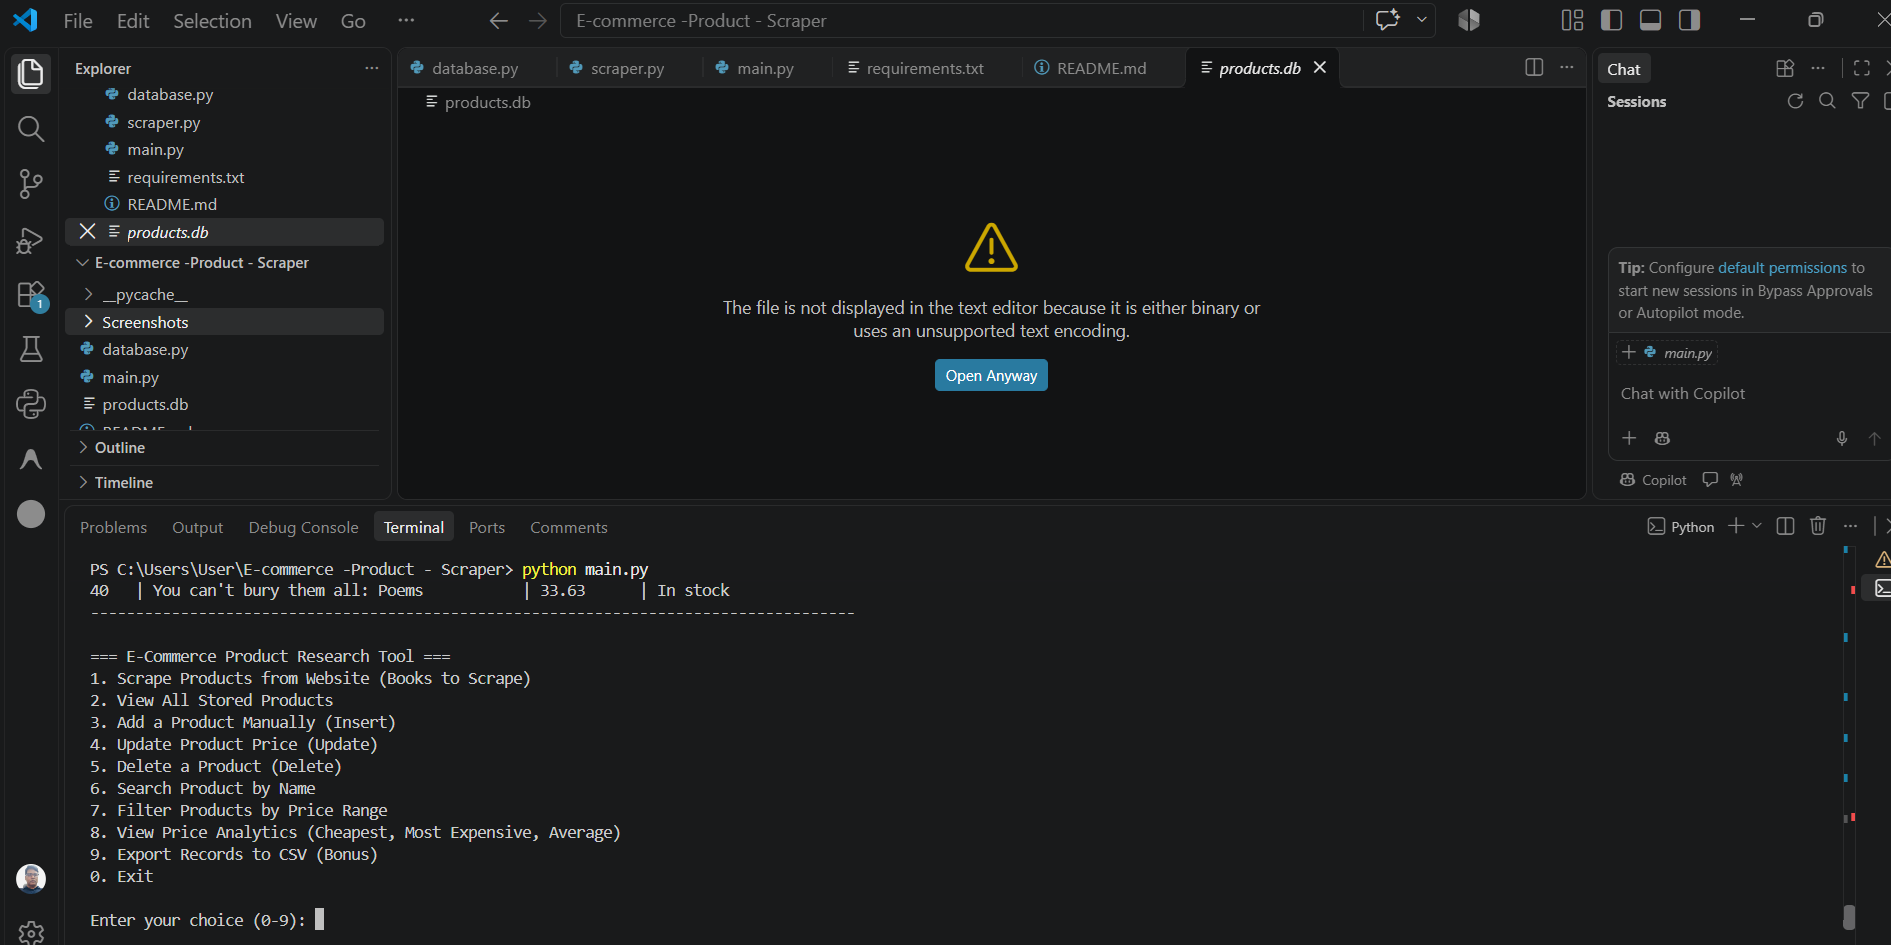 File Edit Selection View Go ··· E-commerce -Product - Scraper
Explorer ···
database.py
scraper.py
main.py
requirements.txt
README.md
products.db
E-commerce -Product - Scraper
__pycache__
Screenshots
database.py
main.py
products.db
README.md
Outline
Timeline
1
database.py scraper.py main.py requirements.txt README.md products.db
products.db
The file is not displayed in the text editor because it is either binary or
uses an unsupported text encoding.
Open Anyway
Chat
Sessions
Tip: Configure default permissions to
start new sessions in Bypass Approvals
or Autopilot mode.
main.py
Chat with Copilot
Copilot
Problems Output Debug Console Terminal Ports Comments
Python
PS C:\Users\User\E-commerce -Product - Scraper> python main.py
40 | You can't bury them all: Poems | 33.63 | In stock
-------------------------------------------------------------------------------------
=== E-Commerce Product Research Tool ===
1. Scrape Products from Website (Books to Scrape)
2. View All Stored Products
3. Add a Product Manually (Insert)
4. Update Product Price (Update)
5. Delete a Product (Delete)
6. Search Product by Name
7. Filter Products by Price Range
8. View Price Analytics (Cheapest, Most Expensive, Average)
9. Export Records to CSV (Bonus)
0. Exit
Enter your choice (0-9):